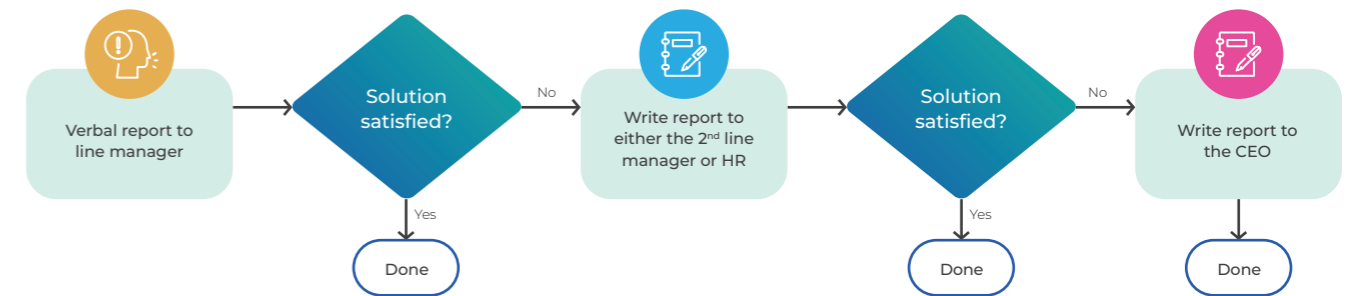 Verbal report to
line manager
Solution
satisfied?
No
Yes
Done
Write report to
either the 2nd line
manager or HR
Solution
satisfied?
No
Yes
Done
Write report to
the CEO
Done